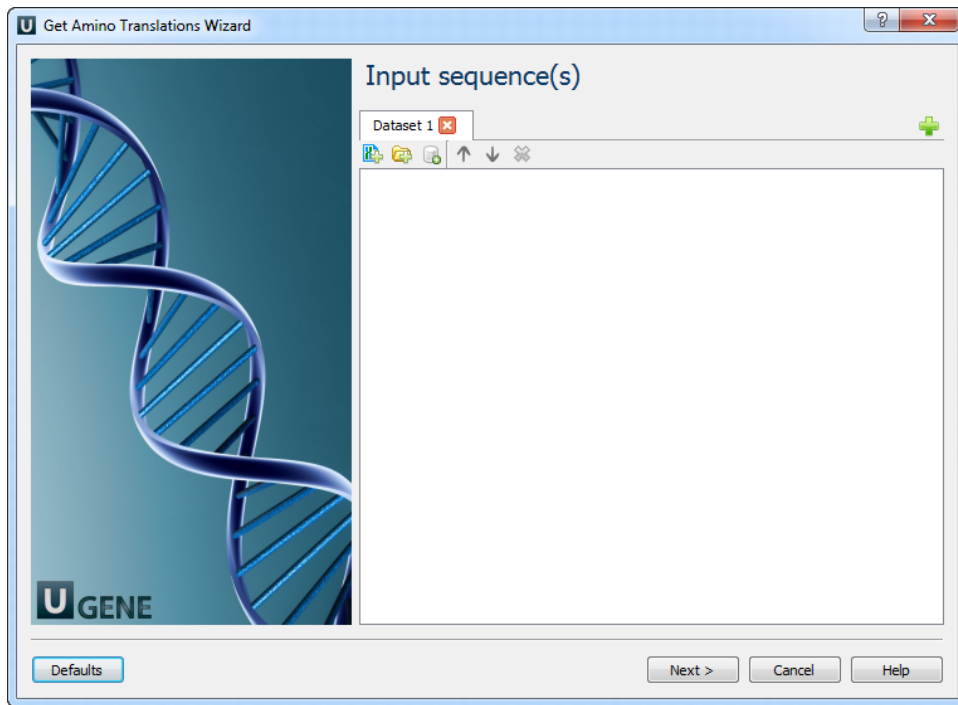 U Get Amino Translations Wizard
?
Input sequence(s)
Dataset 1
U GENE
Defaults
Next >
Cancel
Help